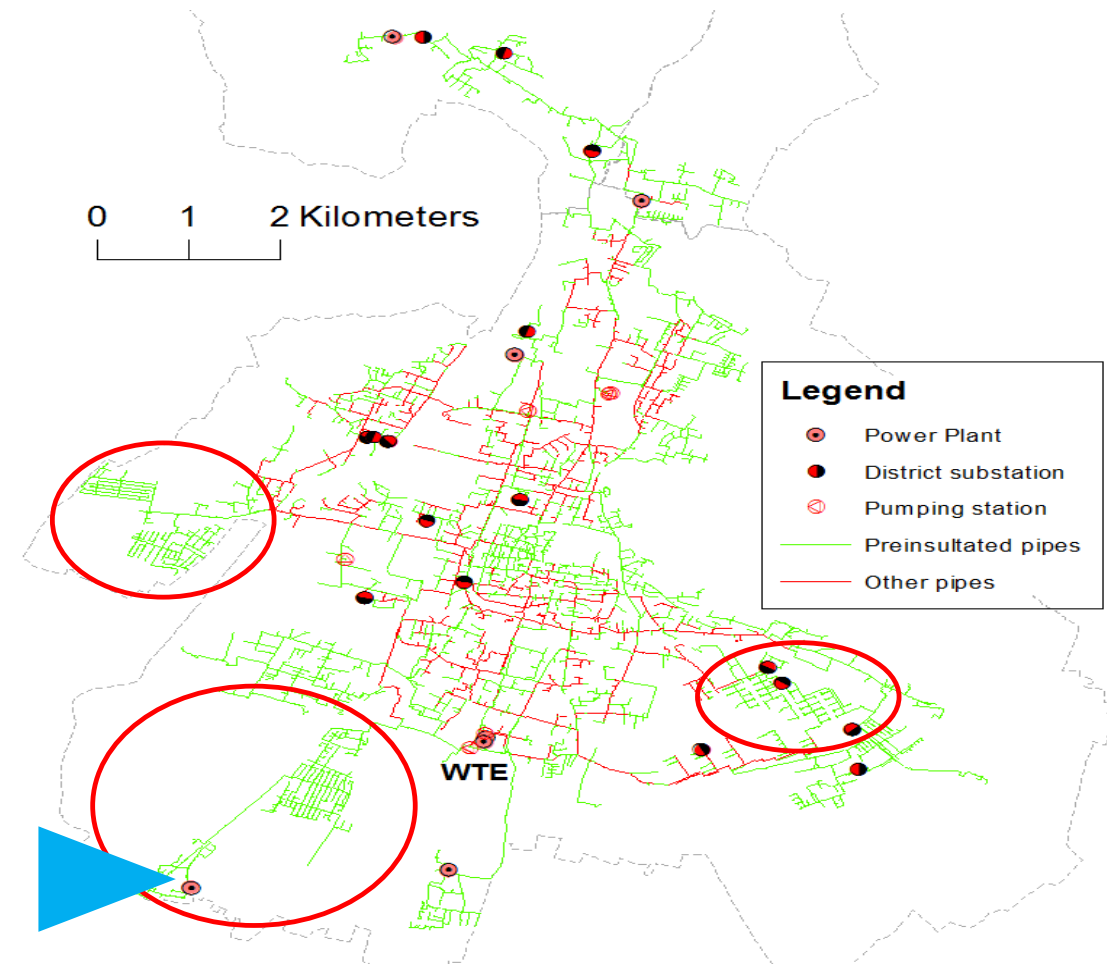 0 1 2 Kilometers
Legend
Power Plant
District substation
Pumping station
Preinsultated pipes
Other pipes
WTE